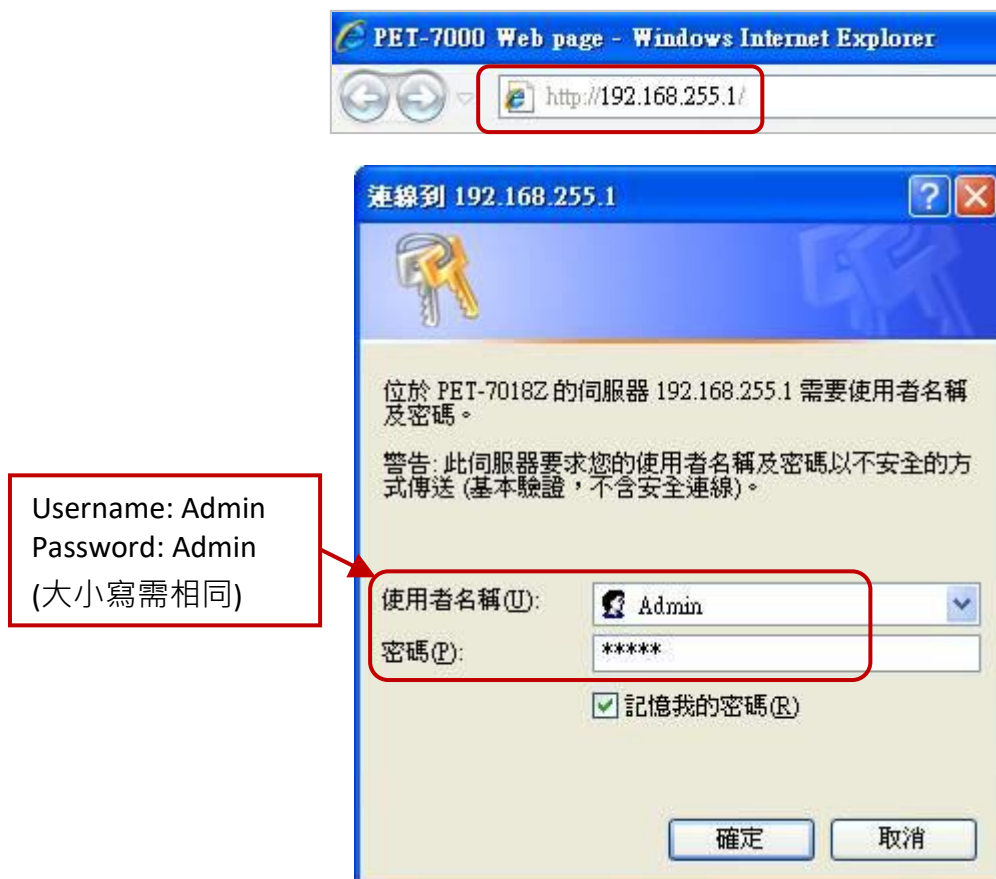 PET-7000 Web page - Windows Internet Explorer
http://192.168.255.1/
連線到 192.168.255.1
位於 PET-7018Z 的伺服器 192.168.255.1 需要使用者名稱
及密碼。
警告: 此伺服器要求您的使用者名稱及密碼以不安全的方
式傳送 (基本驗證，不含安全連線)。
Username: Admin
Password: Admin
(大小寫需相同)
使用者名稱(U): Admin
密碼(P): *****
記憶我的密碼(R)
確定 取消